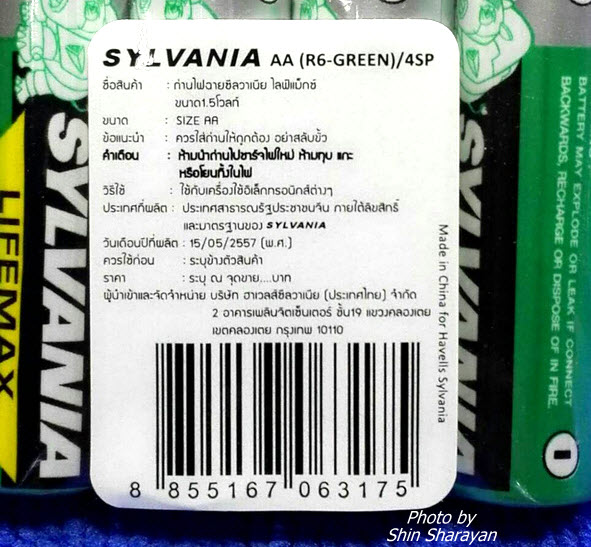 SYLVANIA AA (R6-GREEN)/4SP
ชื่อสินค้า : ถ่านไฟฉายซิลวาเนีย ไลฟ์แม็กซ์
ขนาด1.5โวลท์
ขนาด : SIZE AA
ข้อแนะนำ : ควรใส่ถ่านให้ถูกต้อง อย่าสลับขั้ว
คำเตือน : ห้ามนำถ่านไปชาร์จไฟใหม่ ห้ามทุบ แกะ
หรือโยนทิ้งในไฟ
วิธีใช้ : ใช้กับเครื่องใช้อิเล็กทรอนิกส์ต่างๆ
ประเทศที่ผลิต : ประเทศสาธารณรัฐประชาชนจีน ภายใต้ลิขสิทธิ์
และมาตรฐานของ SYLVANIA
วันเดือนปีที่ผลิต : 15/05/2557 (พ.ศ.)
ควรใช้ก่อน : ระบุข้างตัวสินค้า
ราคา : ระบุ ณ จุดขาย....บาท
ผู้นำเข้าและจัดจำหน่าย บริษัท ฮาเวลส์ซิลวาเนีย (ประเทศไทย) จำกัด
2 อาคารเพลินจิตเซ็นเตอร์ ชั้น19 แขวงคลองเตย
เขตคลองเตย กรุงเทพ 10110
Made in China for Havells Sylvania
8 855167 063175
SYLVANIA
LIFEMAX
SYLVANIA
BATTERY MAY EXPLODE OR LEAK IF CONNECT
BACKWARDS, RECHARGE OR DISPOSE OF IN FIRE.
Photo by
Shin Sharayan